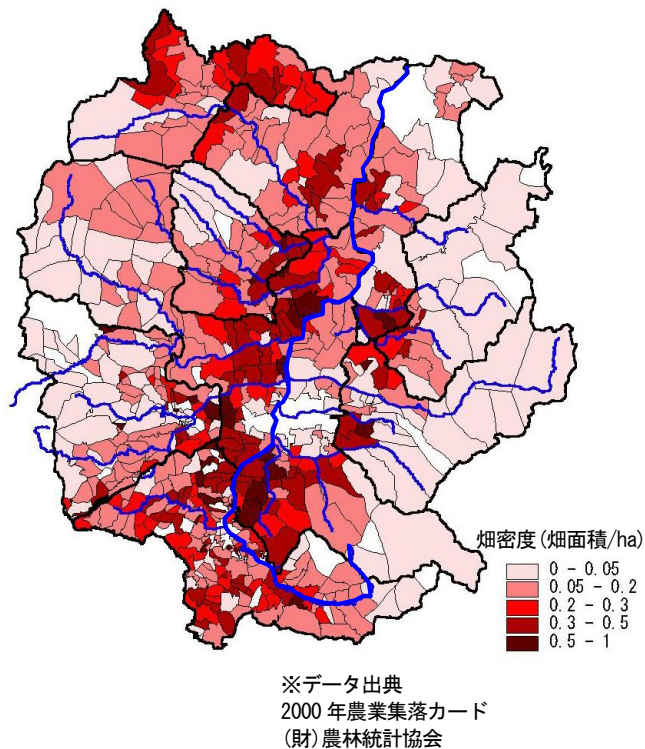 畑密度(畑面積/ha)
0 - 0.05
0.05 - 0.2
0.2 - 0.3
0.3 - 0.5
0.5 - 1
※データ出典
2000 年農業集落カード
(財)農林統計協会